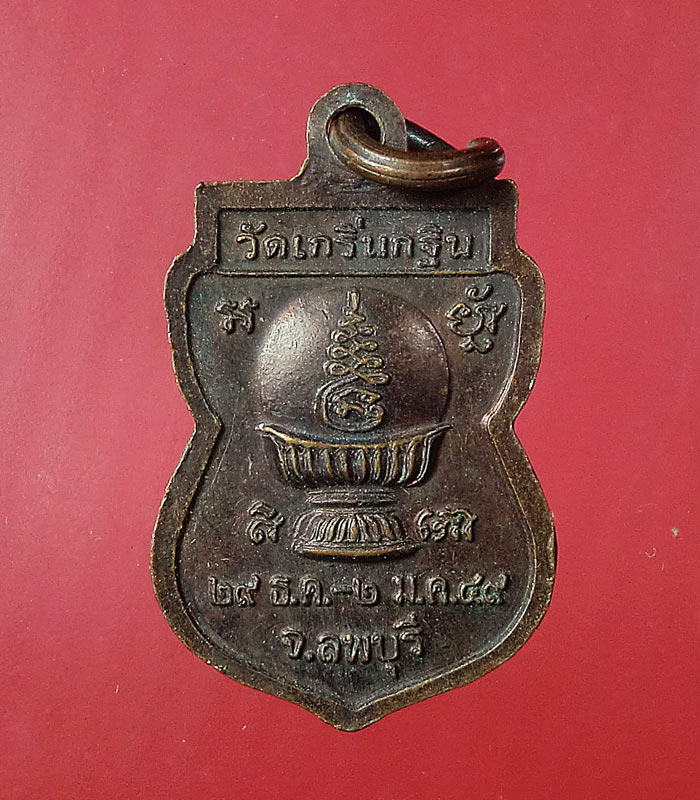 วัดเกริ่นกฐิน
๒๙ ธ.ค.-๒ ม.ค.๔๙
จ.ลพบุรี